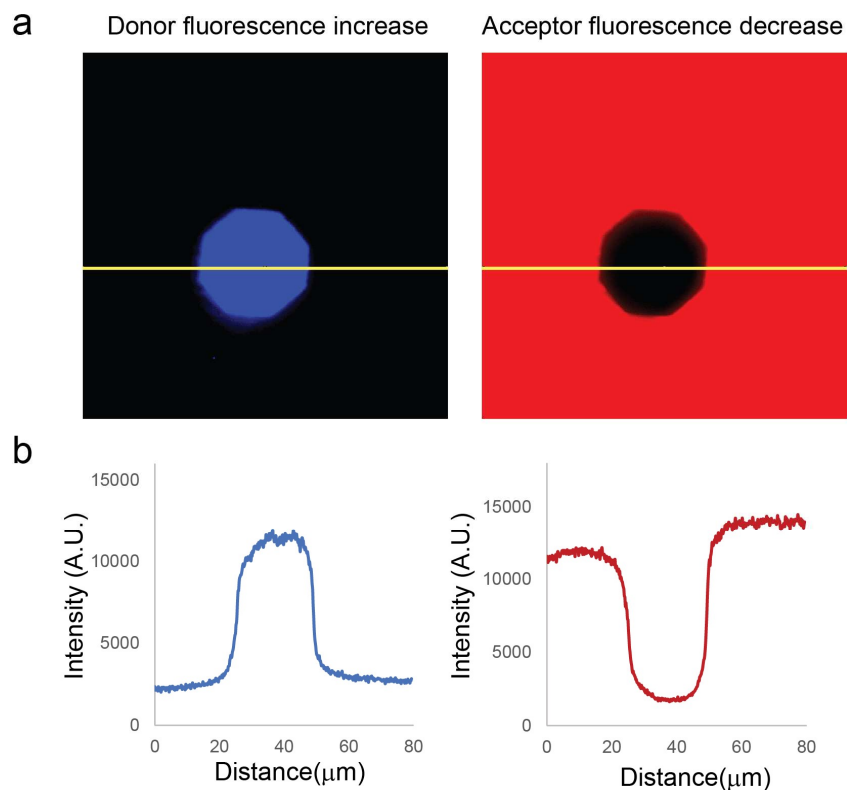 a
Donor fluorescence increase
Acceptor fluorescence decrease
b
Intensity (A.U.)
15000
10000
5000
0
0 20 40 60 80
Distance(μm)
Intensity (A.U.)
15000
10000
5000
0
0 20 40 60 80
Distance(μm)